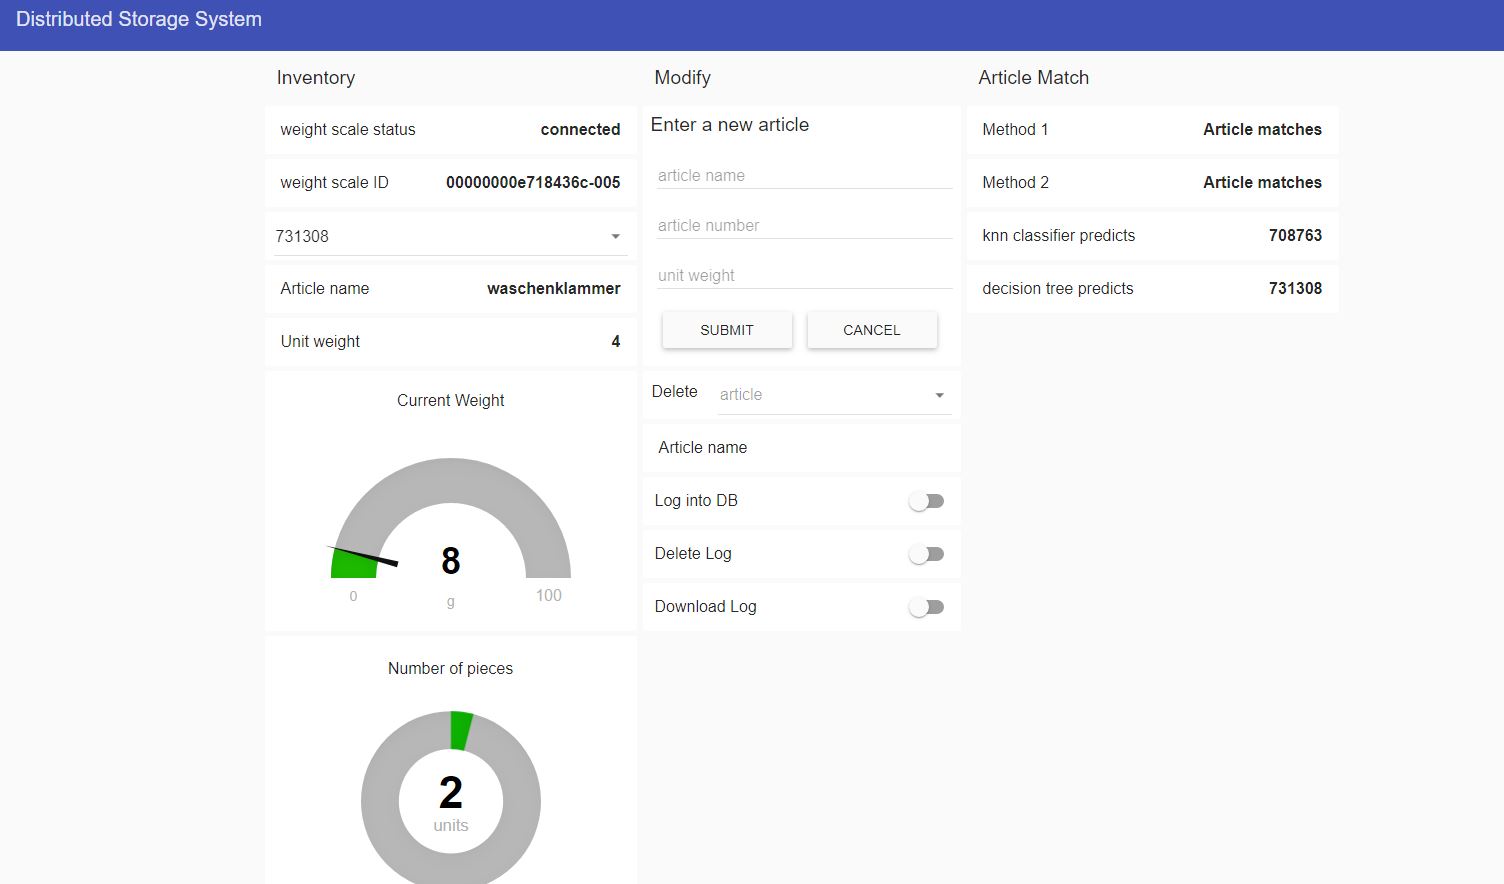 Distributed Storage System
Inventory
weight scale status connected
weight scale ID 00000000e718436c-005
731308
Article name waschenklammer
Unit weight 4
Current Weight
8
0 g 100
Number of pieces
2
units
Modify
Enter a new article
article name
article number
unit weight
SUBMIT CANCEL
Delete article
Article name
Log into DB
Delete Log
Download Log
Article Match
Method 1 Article matches
Method 2 Article matches
knn classifier predicts 708763
decision tree predicts 731308